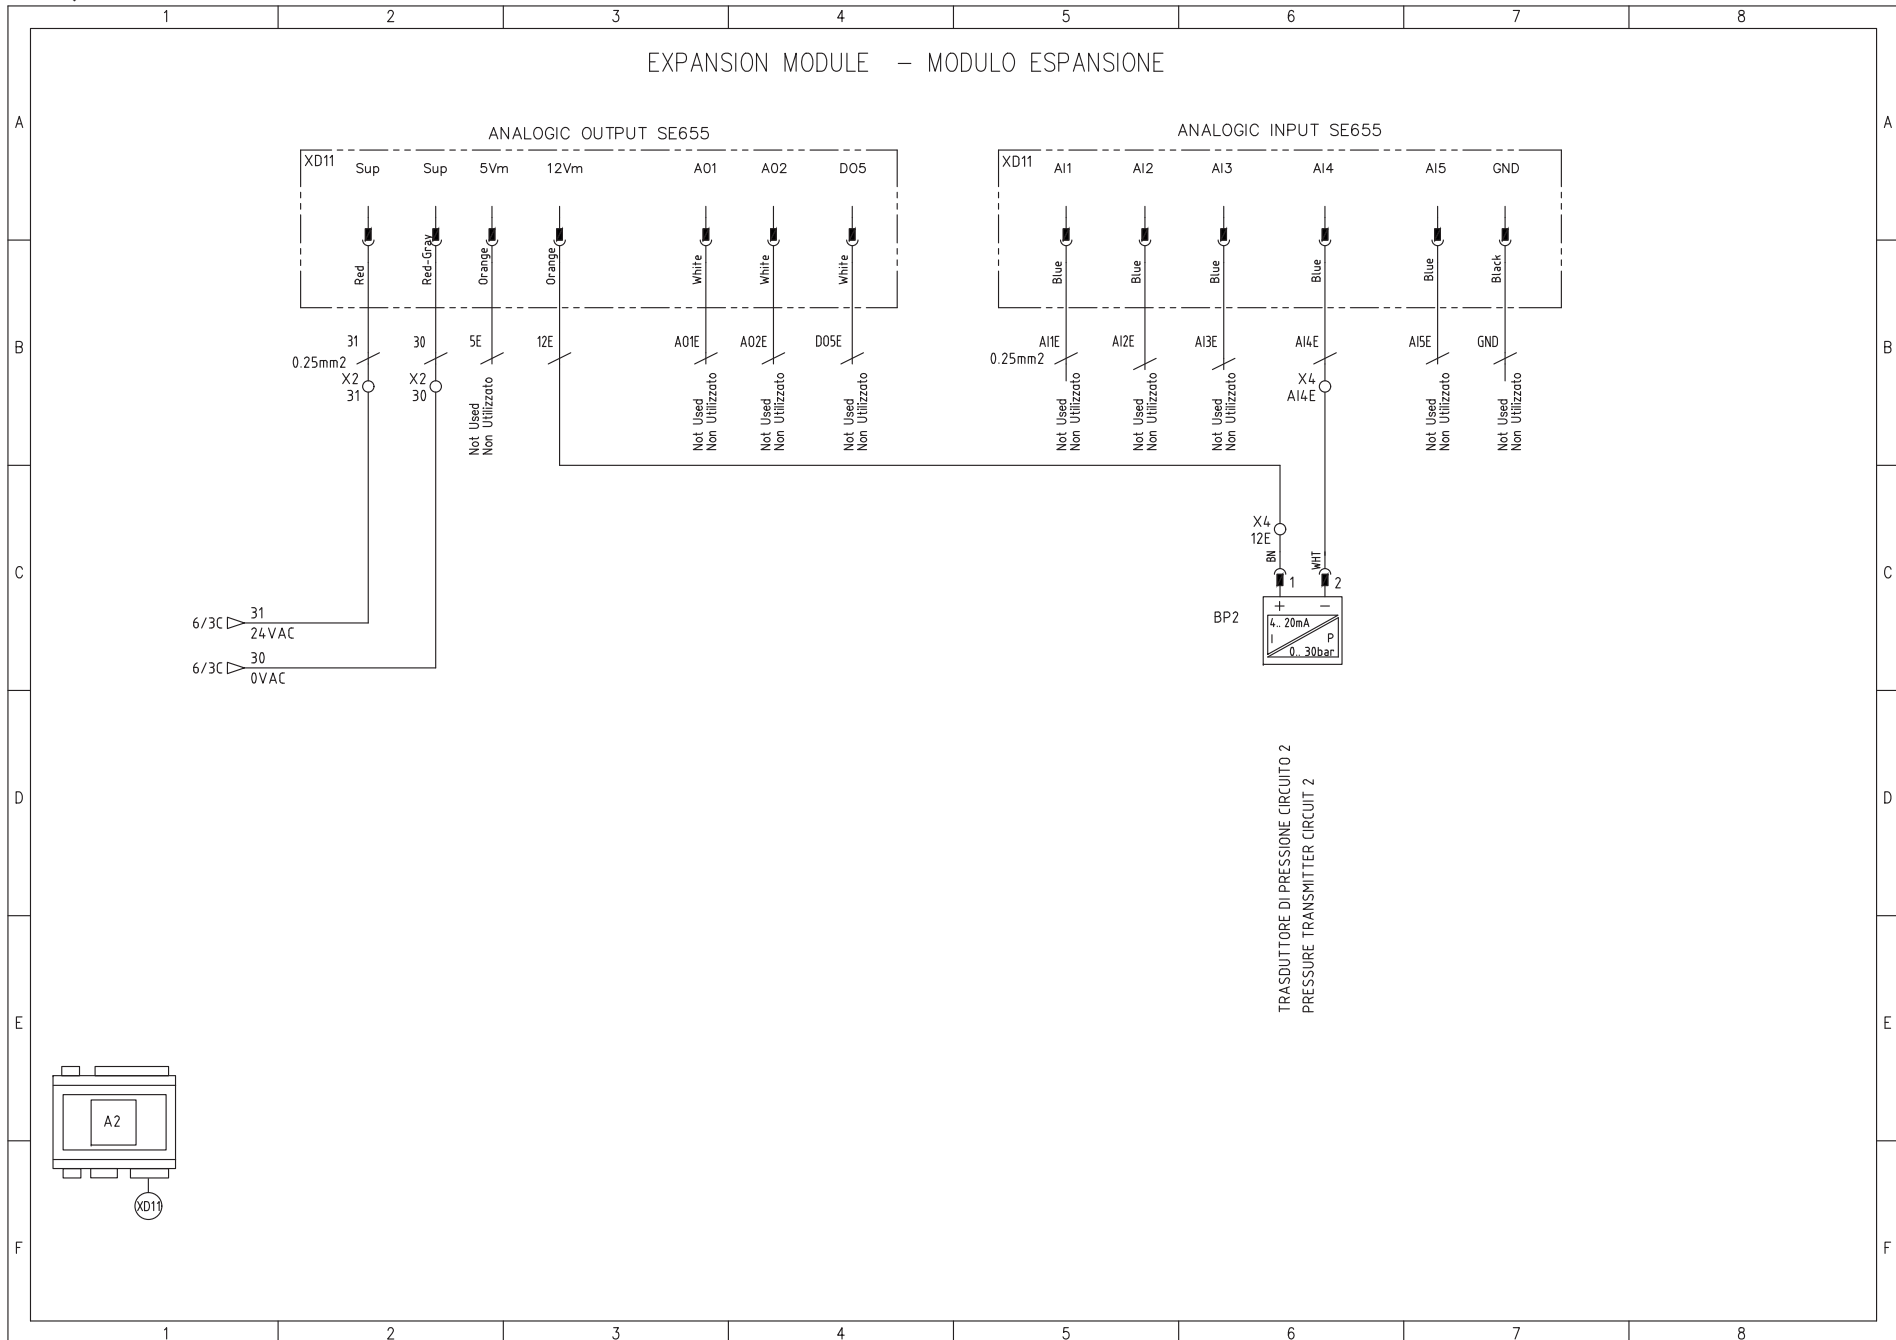 1 2 3 4 5 6 7 8
EXPANSION MODULE – MODULO ESPANSIONE
A A
ANALOGIC OUTPUT SE655
ANALOGIC INPUT SE655
XD11 Sup Sup 5Vm 12Vm AO1 AO2 DO5
XD11 AI1 AI2 AI3 AI4 AI5 GND
Red Red-Gray Orange Orange White White White
Blue Blue Blue Blue Blue Black
B B
31 30 5E 12E AO1E AO2E DO5E
AI1E AI2E AI3E AI4E AI5E GND
0.25mm2
0.25mm2
X2
31
X2
30
X4
AI4E
Not Used
Non Utilizzato
Not Used
Non Utilizzato
Not Used
Non Utilizzato
Not Used
Non Utilizzato
Not Used
Non Utilizzato
Not Used
Non Utilizzato
Not Used
Non Utilizzato
Not Used
Non Utilizzato
Not Used
Non Utilizzato
X4
12E
BN WHT
C C
1 2
BP2
+ –
4.. 20mA
I P
0.. 30bar
6/3C 31
24VAC
6/3C 30
0VAC
D D
TRASDUTTORE DI PRESSIONE CIRCUITO 2
PRESSURE TRANSMITTER CIRCUIT 2
E E
A2
XD11
F F
1 2 3 4 5 6 7 8